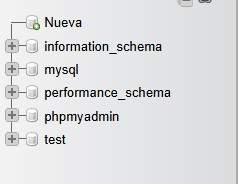 Nueva
information_schema
mysql
performance_schema
phpmyadmin
test